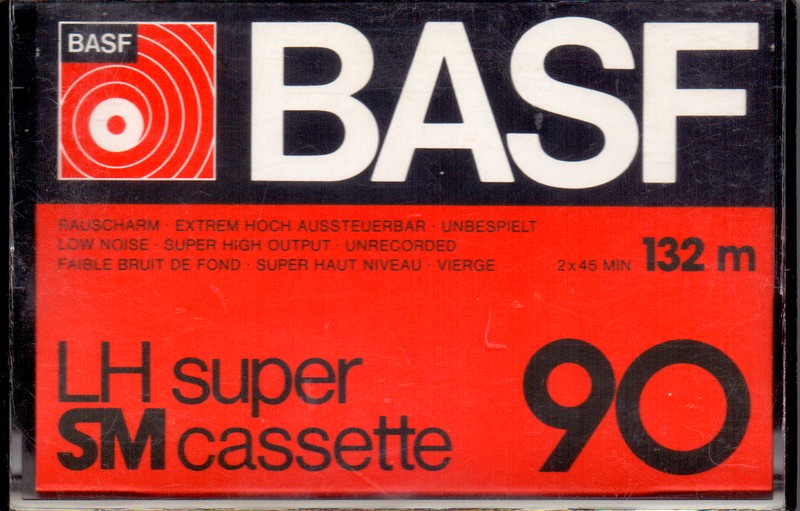 BASF
BASF
RAUSCHARM · EXTREM HOCH AUSSTEUERBAR · UNBESPIELT
LOW NOISE · SUPER HIGH OUTPUT · UNRECORDED
FAIBLE BRUIT DE FOND · SUPER HAUT NIVEAU · VIERGE
2 x 45 MIN 132 m
LH super
SM cassette
90